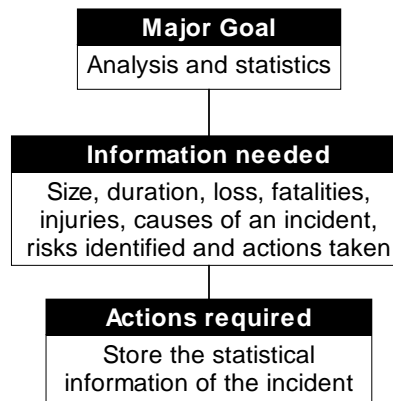 Major Goal
Analysis and statistics
Information needed
Size, duration, loss, fatalities,
injuries, causes of an incident,
risks identified and actions taken
Actions required
Store the statistical
information of the incident